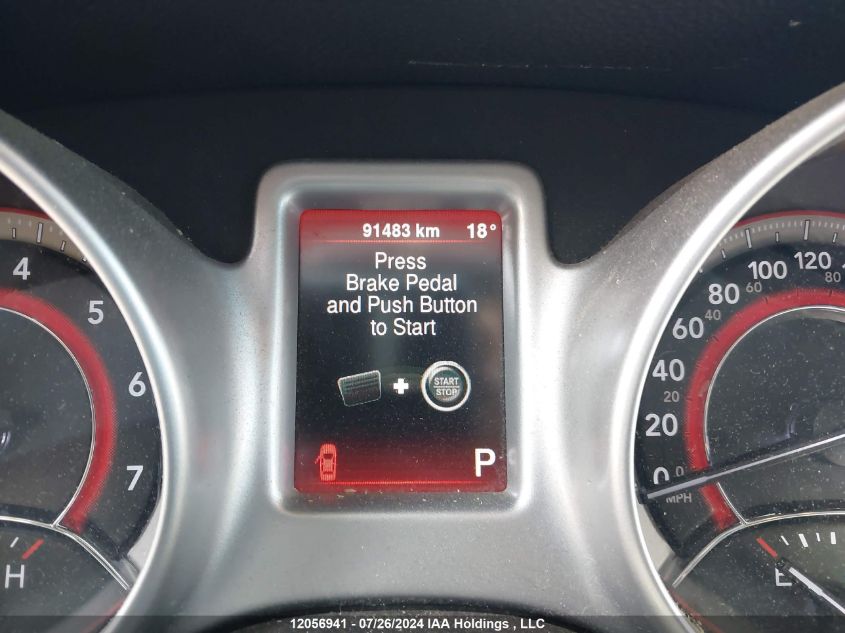 91483 km 18°
Press
Brake Pedal
and Push Button
to Start
START
STOP
P
4
5
6
7
H
120
100
80
60
40
20
0
80
60
40
20
0
MPH
E
12056941 - 07/26/2024 IAA Holdings , LLC